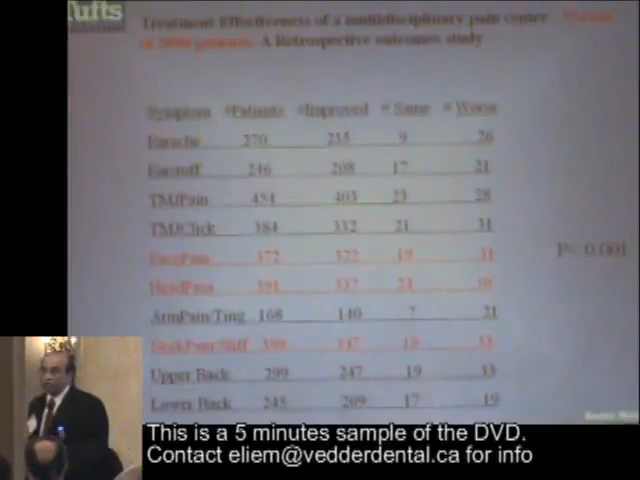 Tufts
Treatment Effectiveness of a multidisciplinary pain center
A Retrospective outcomes study
Symptom #Patients #Improved # Same # Worse
Earache 270 235 9 26
Earstuff 246 208 17 21
TMJPain 454 403 23 28
TMJClick 384 332 21 31
FacePain 372 322 19 31
HeadPain 391 337 24 30
ArmPain/Ting 168 140 7 21
NeckPain/Stiff 399 347 19 33
Upper Back 299 247 19 33
Lower Back 245 209 17 19
P< 0.001
This is a 5 minutes sample of the DVD.
Contact eliem@vedderdental.ca for info